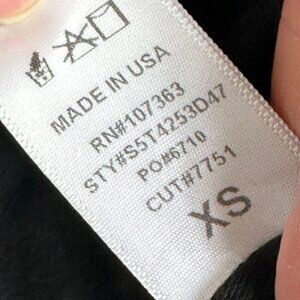 MADE IN USA
RN#107363
STY#S5T4253D47
PO#6710
CUT#7751
XS